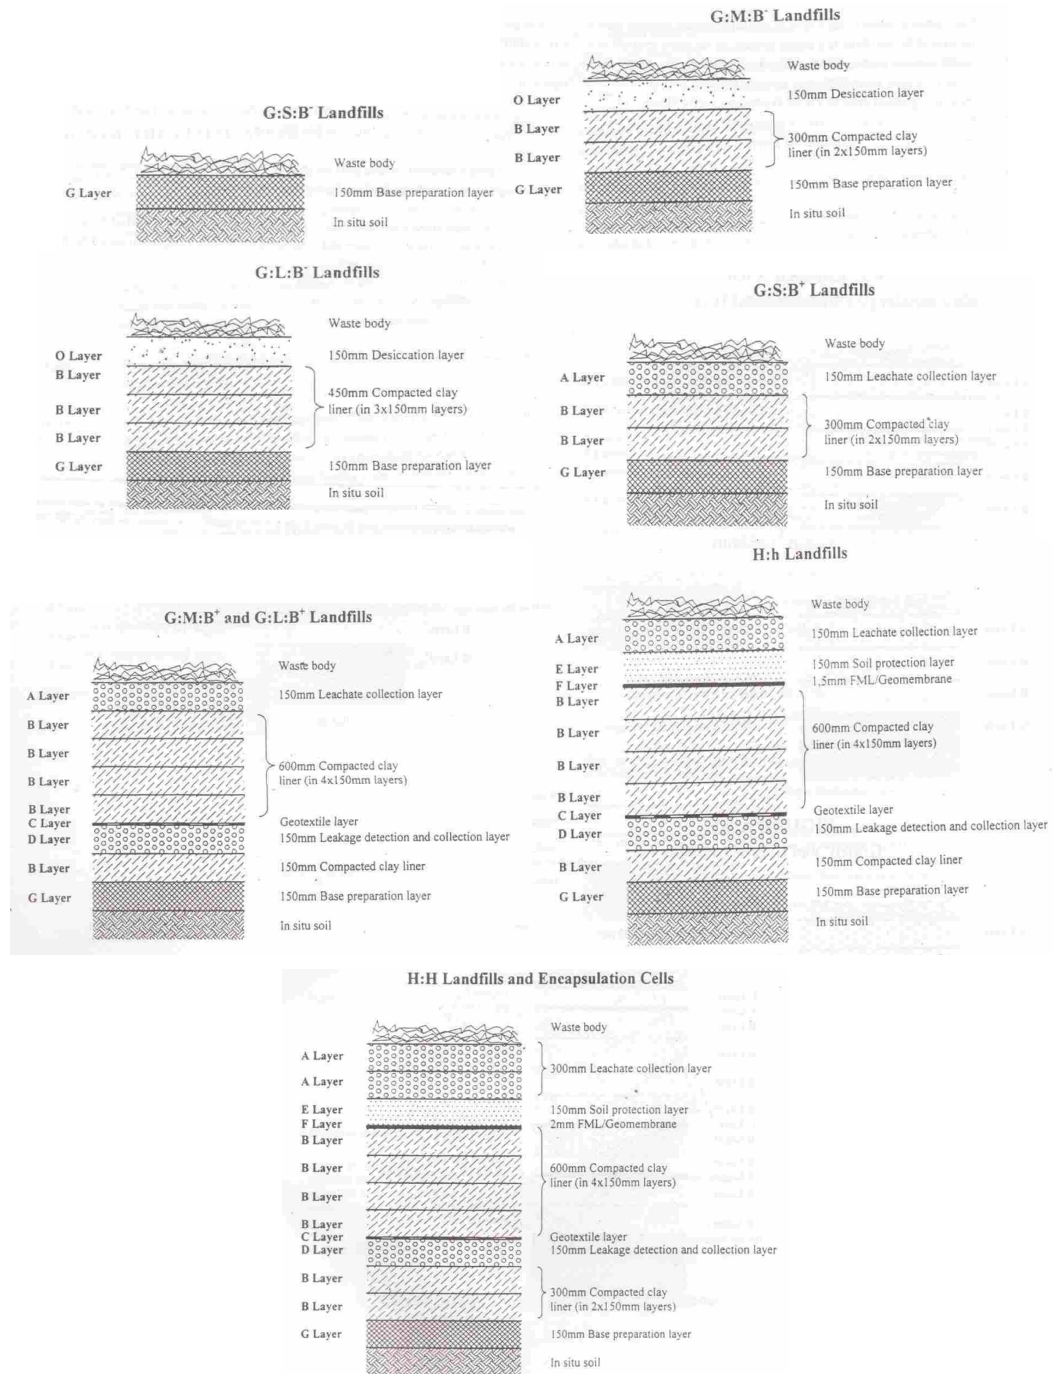 G:M:B⁻ Landfills
Waste body
O Layer 150mm Desiccation layer
B Layer
300mm Compacted clay
B Layer liner (in 2x150mm layers)
G Layer 150mm Base preparation layer
In situ soil
G:S:B⁻ Landfills
Waste body
G Layer 150mm Base preparation layer
In situ soil
G:L:B⁻ Landfills
Waste body
O Layer 150mm Desiccation layer
B Layer
450mm Compacted clay
B Layer liner (in 3x150mm layers)
B Layer
G Layer 150mm Base preparation layer
In situ soil
G:S:B⁺ Landfills
Waste body
A Layer 150mm Leachate collection layer
B Layer
300mm Compacted clay
B Layer liner (in 2x150mm layers)
G Layer 150mm Base preparation layer
In situ soil
G:M:B⁺ and G:L:B⁺ Landfills
Waste body
A Layer 150mm Leachate collection layer
B Layer
B Layer
600mm Compacted clay
B Layer liner (in 4x150mm layers)
B Layer
C Layer Geotextile layer
D Layer 150mm Leakage detection and collection layer
B Layer 150mm Compacted clay liner
G Layer 150mm Base preparation layer
In situ soil
H:h Landfills
Waste body
A Layer 150mm Leachate collection layer
E Layer 150mm Soil protection layer
F Layer 1,5mm FML/Geomembrane
B Layer
600mm Compacted clay
B Layer liner (in 4x150mm layers)
B Layer
B Layer
C Layer Geotextile layer
D Layer 150mm Leakage detection and collection layer
B Layer 150mm Compacted clay liner
G Layer 150mm Base preparation layer
In situ soil
H:H Landfills and Encapsulation Cells
Waste body
A Layer
300mm Leachate collection layer
A Layer
E Layer 150mm Soil protection layer
F Layer 2mm FML/Geomembrane
B Layer
B Layer 600mm Compacted clay
liner (in 4x150mm layers)
B Layer
B Layer
C Layer Geotextile layer
D Layer 150mm Leakage detection and collection layer
B Layer
300mm Compacted clay
B Layer liner (in 2x150mm layers)
G Layer 150mm Base preparation layer
In situ soil